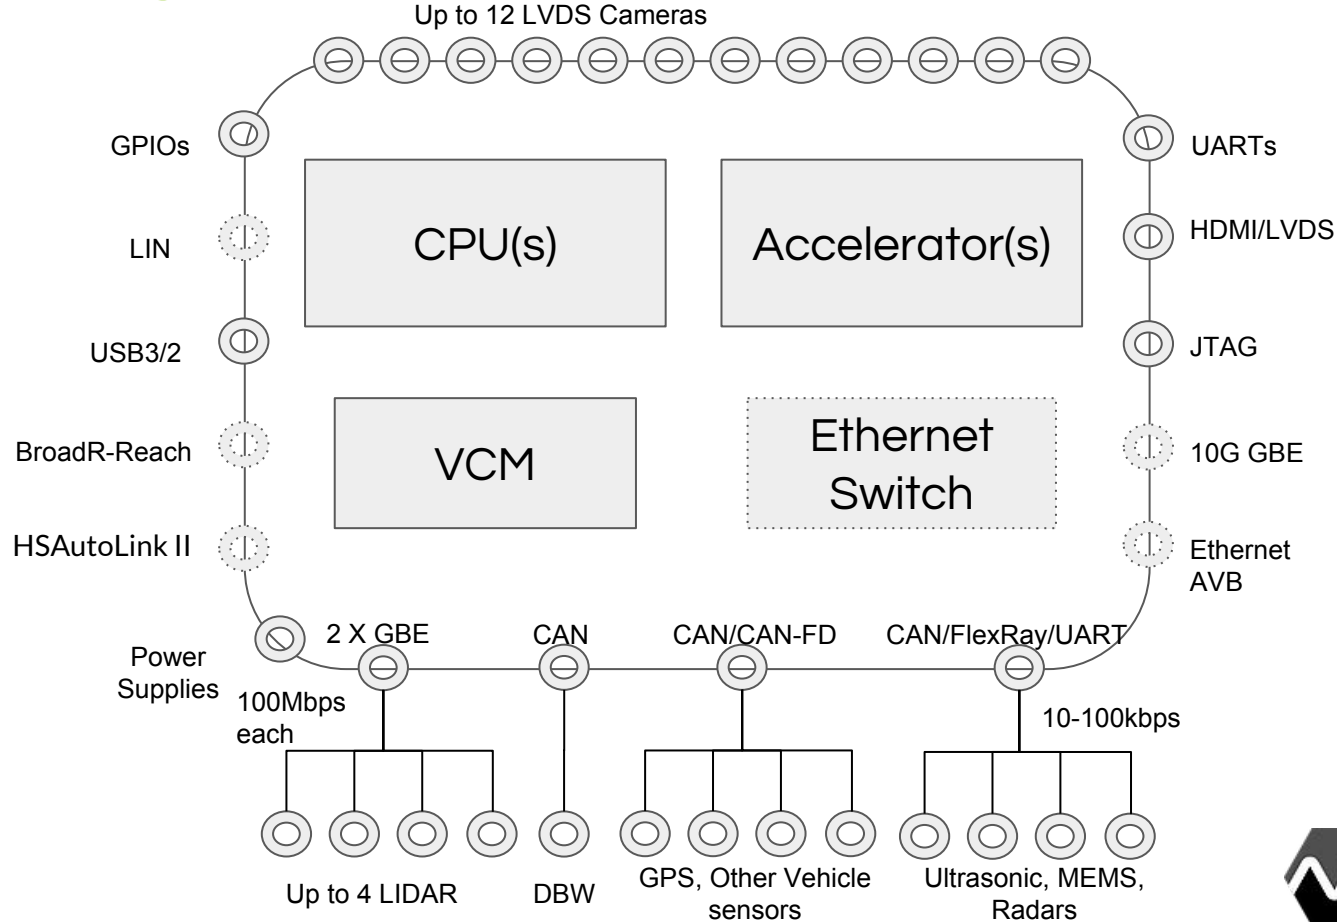 Up to 12 LVDS Cameras
GPIOs
UARTs
LIN
CPU(s)
Accelerator(s)
HDMI/LVDS
USB3/2
JTAG
BroadR-Reach
VCM
Ethernet
Switch
10G GBE
HSAutoLink II
Ethernet
AVB
Power
Supplies
2 X GBE
CAN
CAN/CAN-FD
CAN/FlexRay/UART
100Mbps
each
10-100kbps
Up to 4 LIDAR
DBW
GPS, Other Vehicle
sensors
Ultrasonic, MEMS,
Radars